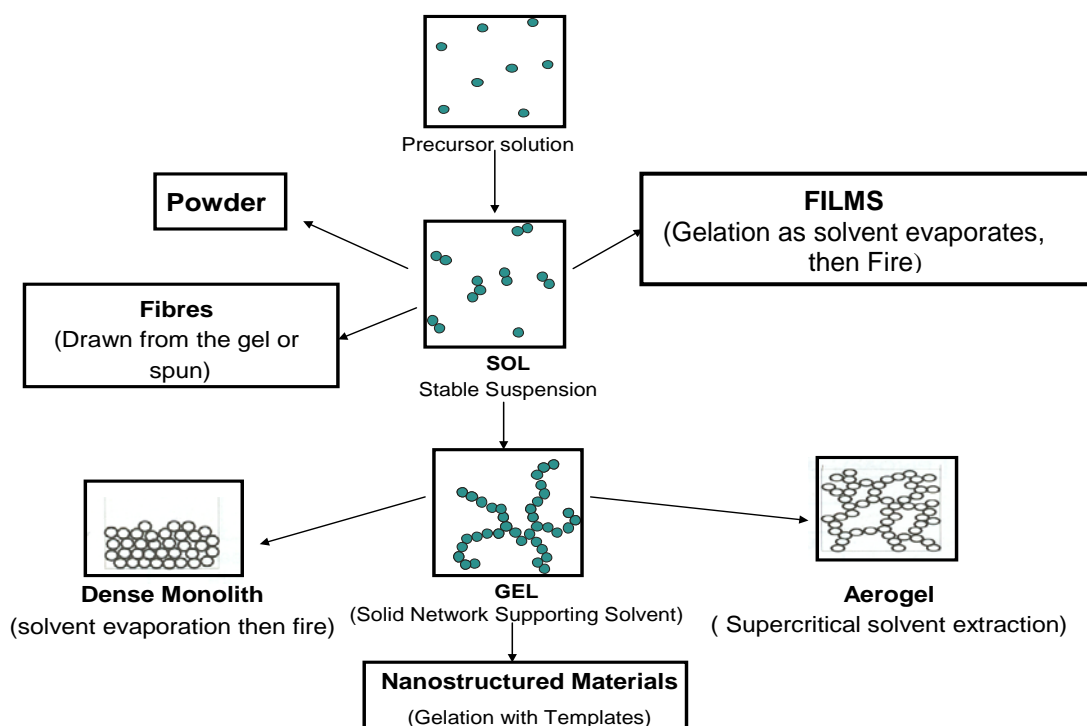 Precursor solution
Powder
FILMS
(Gelation as solvent evaporates,
then Fire)
Fibres
(Drawn from the gel or
spun)
SOL
Stable Suspension
Dense Monolith
(solvent evaporation then fire)
GEL
(Solid Network Supporting Solvent)
Aerogel
( Supercritical solvent extraction)
Nanostructured Materials
(Gelation with Templates)